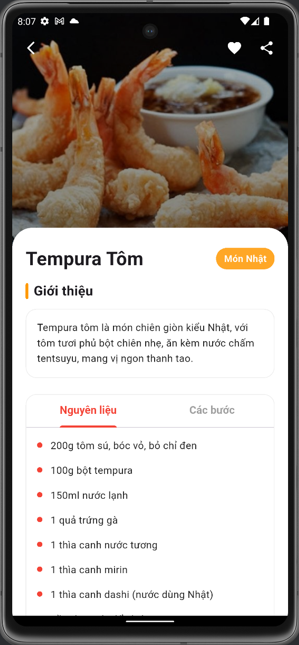 8:07
Tempura Tôm
Món Nhật
Giới thiệu
Tempura tôm là món chiên giòn kiểu Nhật, với
tôm tươi phủ bột chiên nhẹ, ăn kèm nước chấm
tentsuyu, mang vị ngon thanh tao.
Nguyên liệu
Các bước
200g tôm sú, bóc vỏ, bỏ chỉ đen
100g bột tempura
150ml nước lạnh
1 quả trứng gà
1 thìa canh nước tương
1 thìa canh mirin
1 thìa canh dashi (nước dùng Nhật)